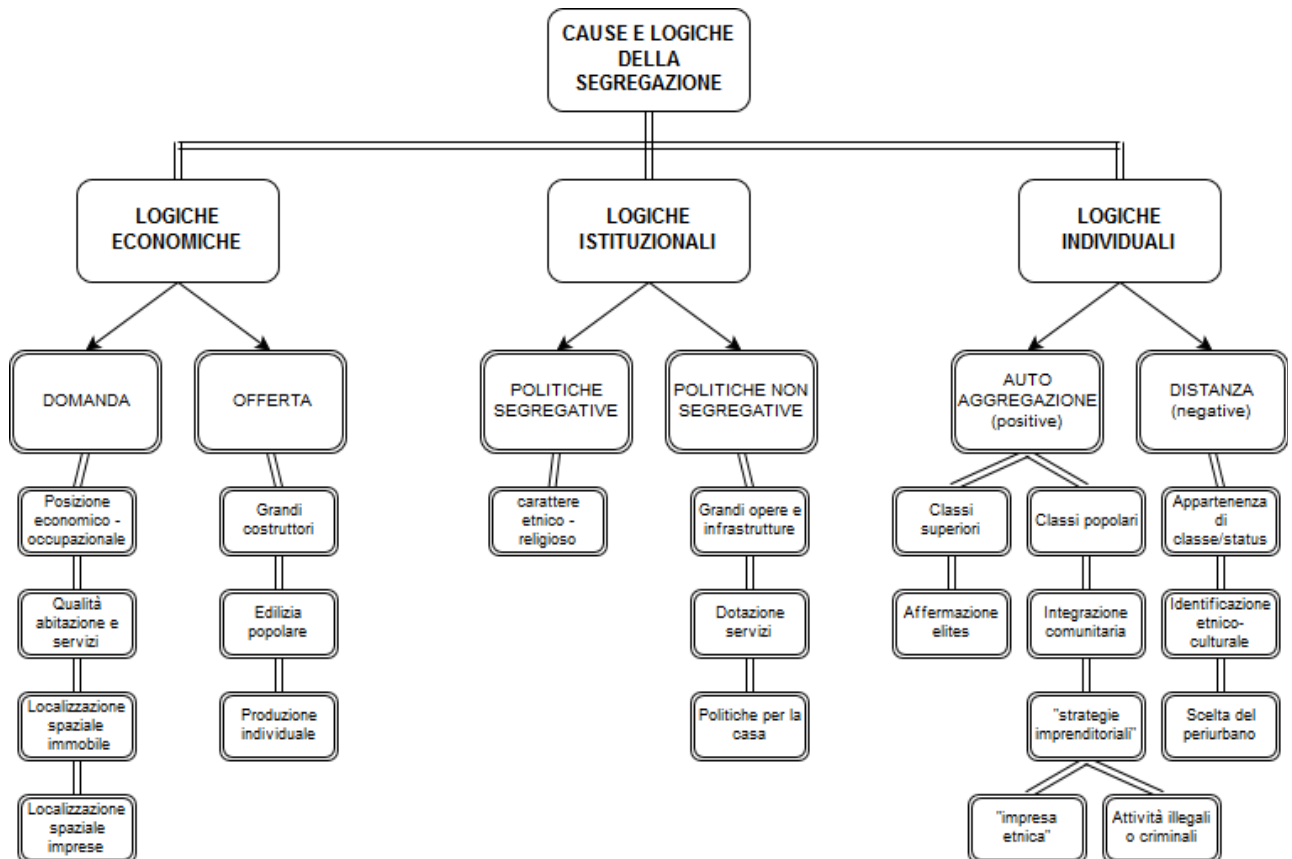 CAUSE E LOGICHE
DELLA
SEGREGAZIONE
LOGICHE
ECONOMICHE
LOGICHE
ISTITUZIONALI
LOGICHE
INDIVIDUALI
DOMANDA
OFFERTA
POLITICHE
SEGREGATIVE
POLITICHE NON
SEGREGATIVE
AUTO
AGGREGAZIONE
(positive)
DISTANZA
(negative)
Posizione
economico -
occupazionale
Grandi
costruttori
carattere
etnico -
religioso
Grandi opere e
infrastrutture
Classi
superiori
Classi popolari
Appartenenza
di
classe/status
Qualità
abitazione e
servizi
Edilizia
popolare
Dotazione
servizi
Affermazione
elites
Integrazione
comunitaria
Identificazione
etnico-
culturale
Localizzazione
spaziale
immobile
Produzione
individuale
Politiche per la
casa
"strategie
imprenditoriali"
Scelta del
periurbano
Localizzazione
spaziale
imprese
"impresa
etnica"
Attività illegali
o criminali